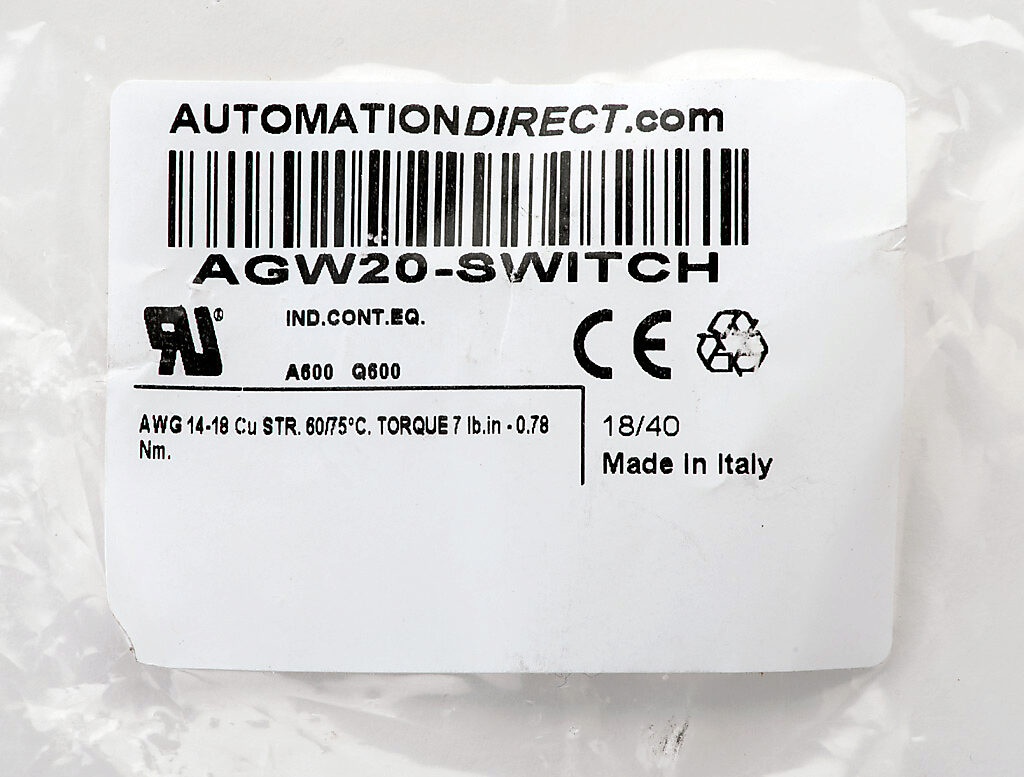 AUTOMATIONDIRECT.com
AGW20-SWITCH
RU® IND.CONT.EQ. CE
A600 Q600
AWG 14-18 Cu STR. 60/75°C. TORQUE 7 lb.in - 0.78
Nm.
18/40
Made In Italy